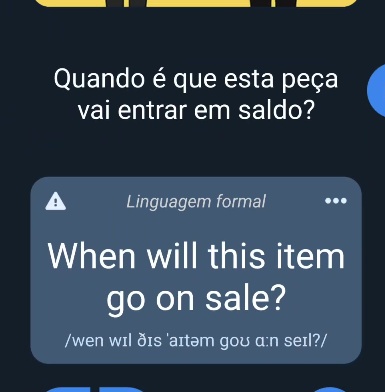 Quando é que esta peça
vai entrar em saldo?
Linguagem formal
When will this item
go on sale?
/wen wɪl ðɪs ˈaɪtəm goʊ ɑːn seɪl?/